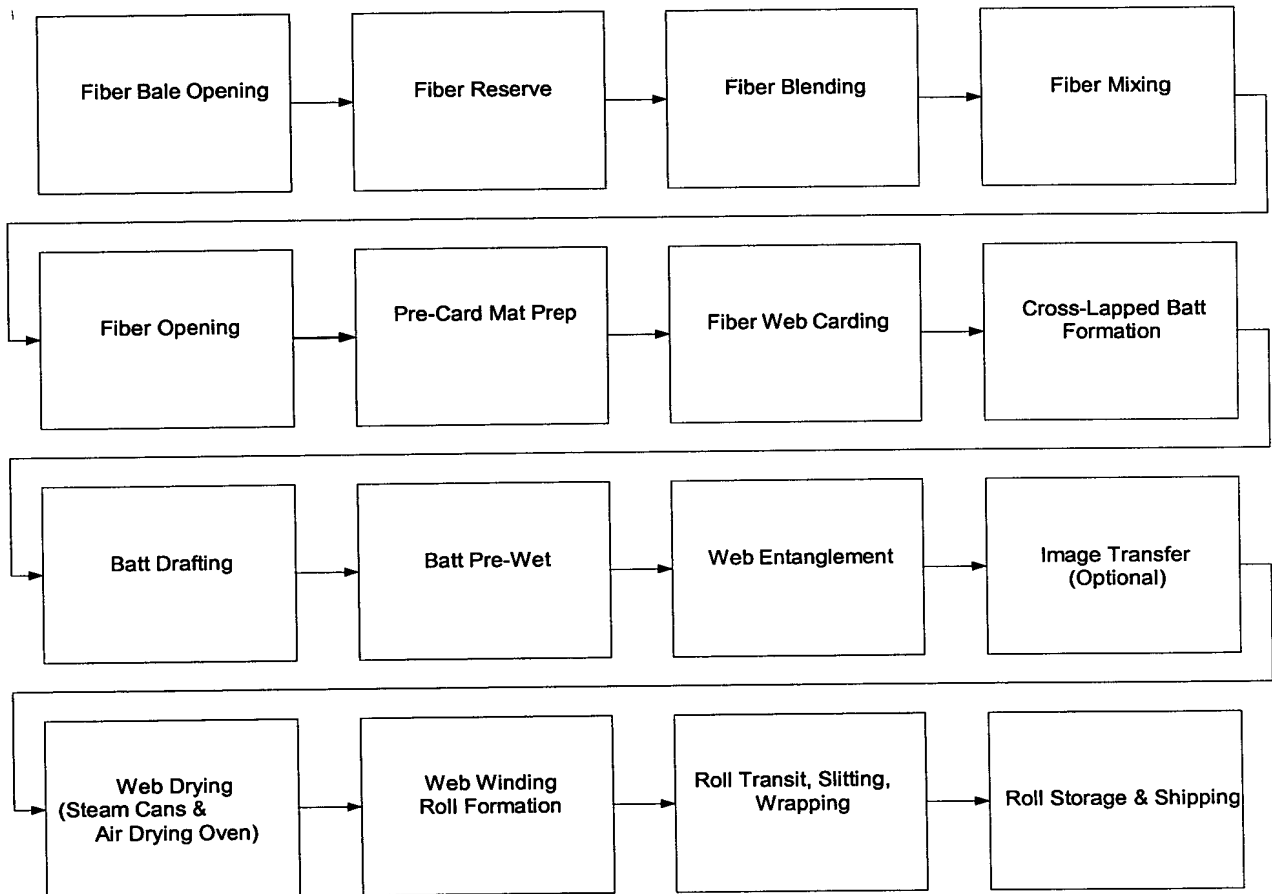 Fiber Bale Opening
Fiber Reserve
Fiber Blending
Fiber Mixing
Fiber Opening
Pre-Card Mat Prep
Fiber Web Carding
Cross-Lapped Batt
Formation
Batt Drafting
Batt Pre-Wet
Web Entanglement
Image Transfer
(Optional)
Web Drying
(Steam Cans &
Air Drying Oven)
Web Winding
Roll Formation
Roll Transit, Slitting,
Wrapping
Roll Storage & Shipping